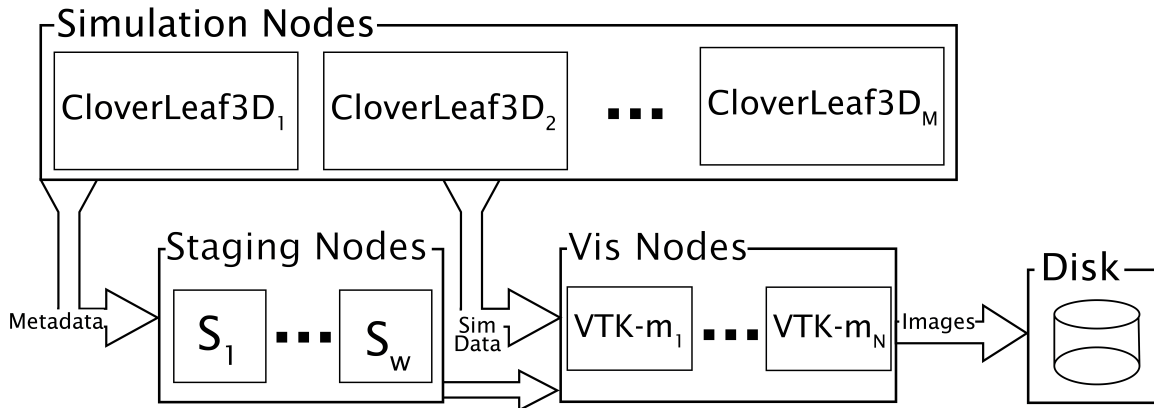 Simulation Nodes
CloverLeaf3D1
CloverLeaf3D2
...
CloverLeaf3DM
Staging Nodes
Vis Nodes
Disk
Metadada
S1
...
Sw
Sim
Data
VTK-m1
...
VTK-mN
Images